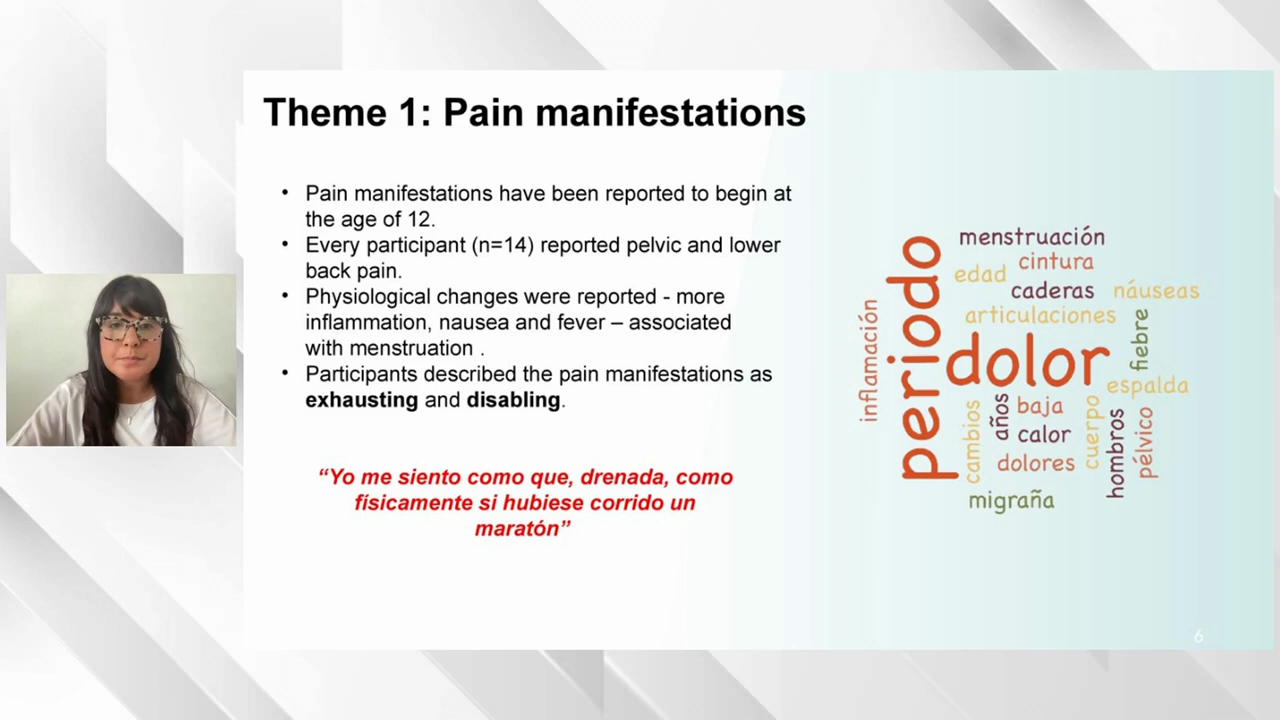 Theme 1: Pain manifestations
• Pain manifestations have been reported to begin at
the age of 12.
• Every participant (n=14) reported pelvic and lower
back pain.
• Physiological changes were reported - more
inflammation, nausea and fever – associated
with menstruation .
• Participants described the pain manifestations as
exhausting and disabling.
“Yo me siento como que, drenada, como
físicamente si hubiese corrido un
maratón”
inflamación
periodo
menstruación
cintura
edad
caderas
náuseas
articulaciones
fiebre
dolor
espalda
cambios
años
baja
calor
dolores
cuerpo
hombros
pélvico
migraña
6